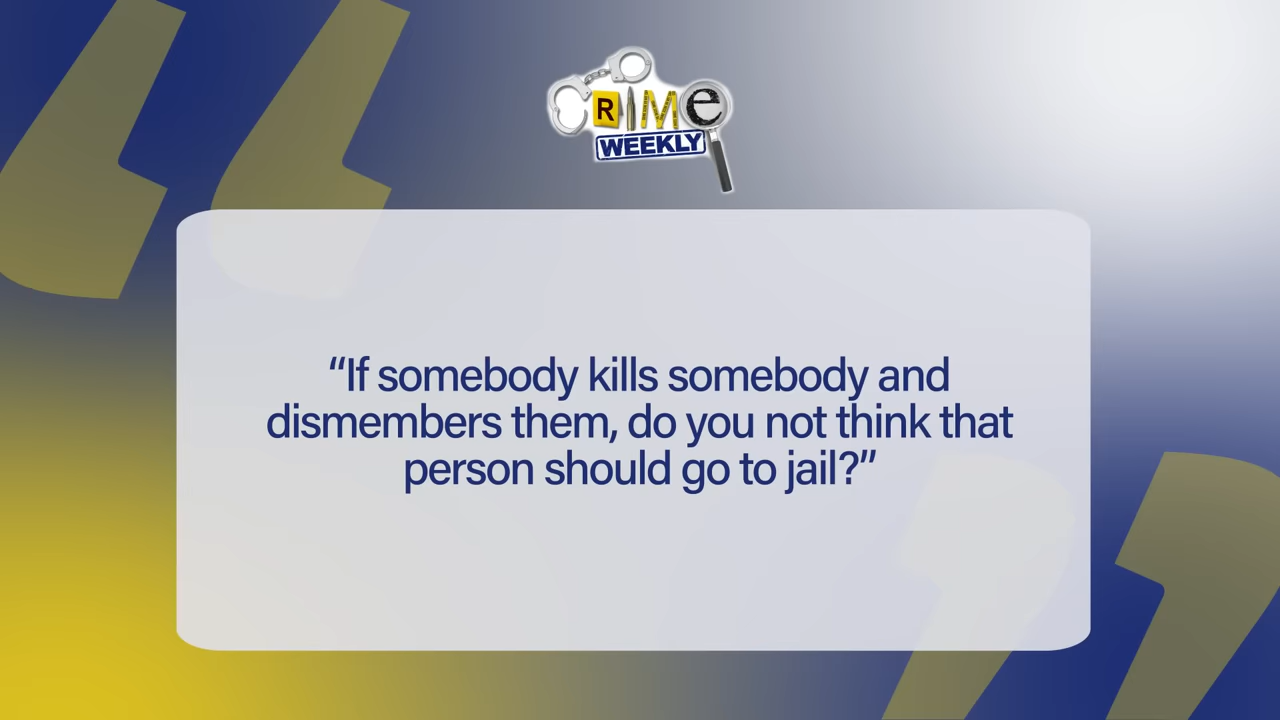 CRIMe
WEEKLY
“If somebody kills somebody and
dismembers them, do you not think that
person should go to jail?”